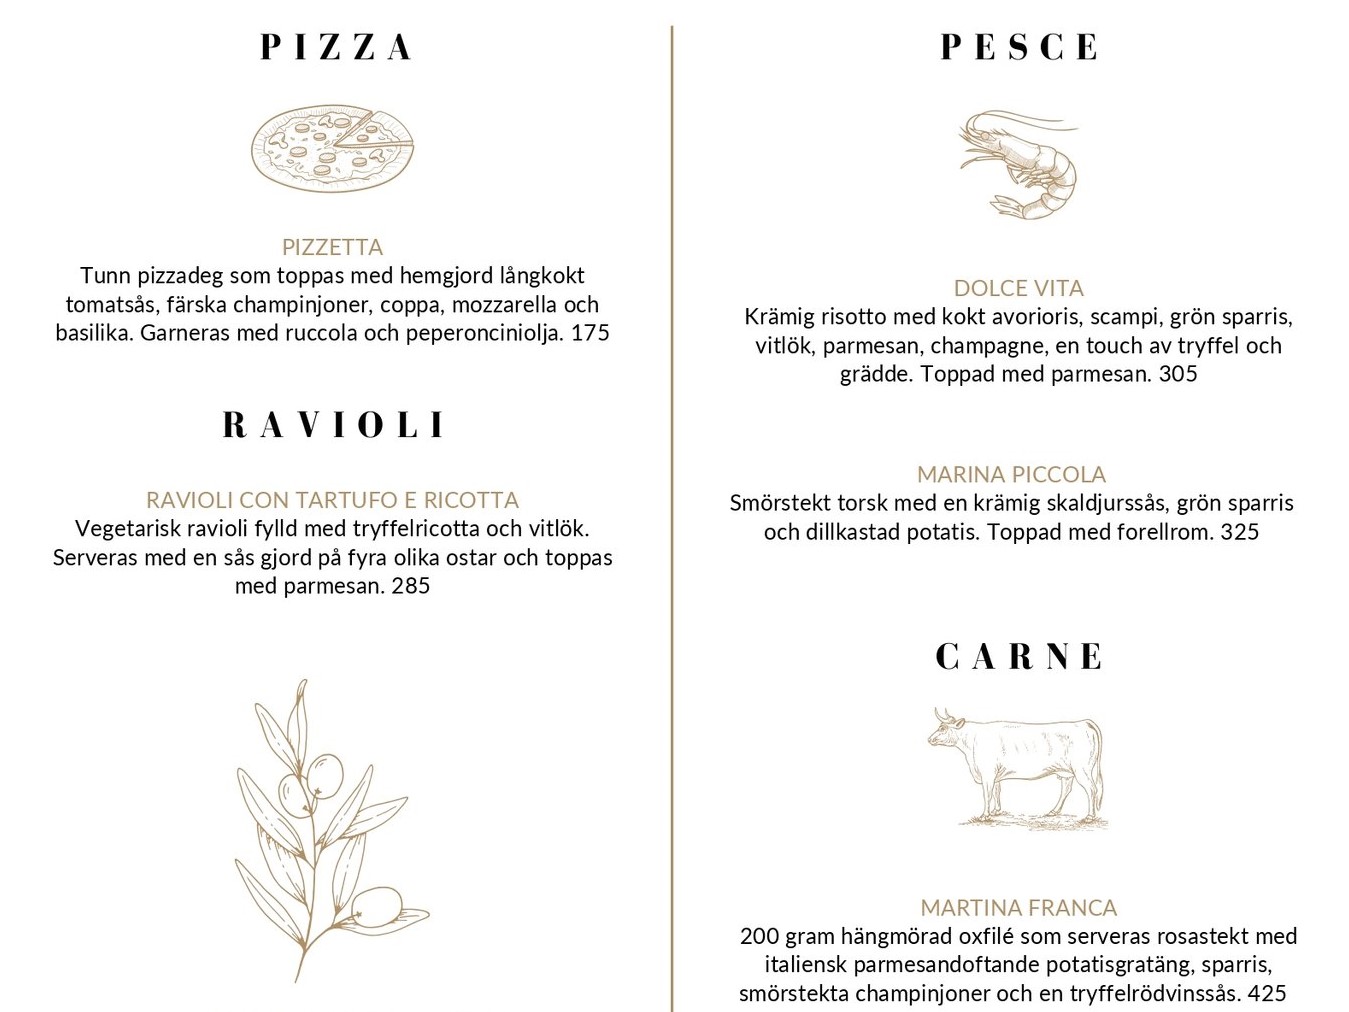 PIZZA
PIZZETTA
Tunn pizzadeg som toppas med hemgjord långkokt
tomatsås, färska champinjoner, coppa, mozzarella och
basilika. Garneras med ruccola och peperonciniolja. 175
RAVIOLI
RAVIOLI CON TARTUFO E RICOTTA
Vegetarisk ravioli fylld med tryffelricotta och vitlök.
Serveras med en sås gjord på fyra olika ostar och toppas
med parmesan. 285
PESCE
DOLCE VITA
Krämig risotto med kokt avorioris, scampi, grön sparris,
vitlök, parmesan, champagne, en touch av tryffel och
grädde. Toppad med parmesan. 305
MARINA PICCOLA
Smörstekt torsk med en krämig skaldjurssås, grön sparris
och dillkastad potatis. Toppad med forellrom. 325
CARNE
MARTINA FRANCA
200 gram hängmörad oxfilé som serveras rosastekt med
italiensk parmesandoftande potatisgratäng, sparris,
smörstekta champinjoner och en tryffelrödvinssås. 425